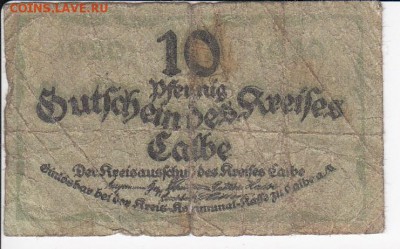 COINS.LAVE.RU
10
Pfennig
Gutschein des Kreises
Calbe
Der Kreisausschuß des Kreises Calbe
Einlösbar bei der Kreis-Kommunal-Kasse zu Calbe a.S.